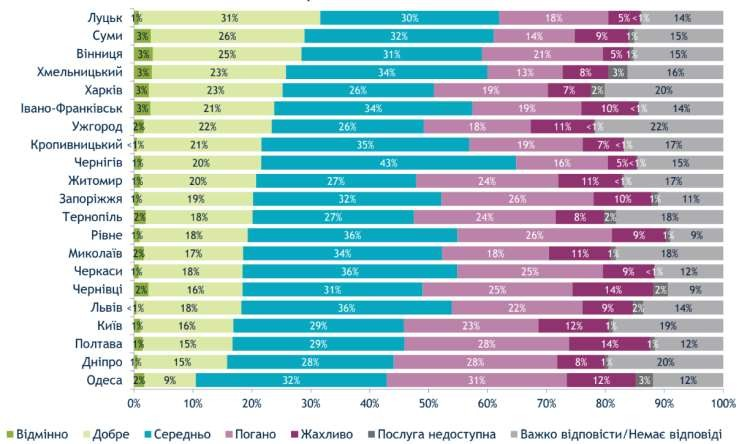 Луцьк 1% 31% 30% 18% 5% <1% 14%
Суми 3% 26% 32% 14% 9% 1% 15%
Вінниця 3% 25% 31% 21% 5% 1% 15%
Хмельницький 3% 23% 34% 13% 8% 3% 16%
Харків 3% 23% 26% 19% 7% 2% 20%
Івано-Франківськ 3% 21% 34% 19% 10% <1% 14%
Ужгород 2% 22% 26% 18% 11% <1% 22%
Кропивницький <1% 21% 35% 19% 7% <1% 17%
Чернігів 1% 20% 43% 16% 5% <1% 15%
Житомир 1% 20% 27% 24% 11% <1% 17%
Запоріжжя 1% 19% 32% 26% 10% 1% 11%
Тернопіль 2% 18% 27% 24% 8% 2% 18%
Рівне 1% 18% 36% 26% 9% 1% 9%
Миколаїв 2% 17% 34% 18% 11% 1% 18%
Черкаси 1% 18% 36% 25% 9% <1% 12%
Чернівці 2% 16% 31% 25% 14% 2% 9%
Львів <1% 18% 36% 22% 9% 2% 14%
Київ 1% 16% 29% 23% 12% 1% 19%
Полтава 1% 15% 29% 28% 14% 1% 12%
Дніпро 1% 15% 28% 28% 8% 1% 20%
Одеса 2% 9% 32% 31% 12% 3% 12%
0% 10% 20% 30% 40% 50% 60% 70% 80% 90% 100%
Відмінно Добре Середньо Погано Жахливо Послуга недоступна Важко відповісти/Немає відповіді